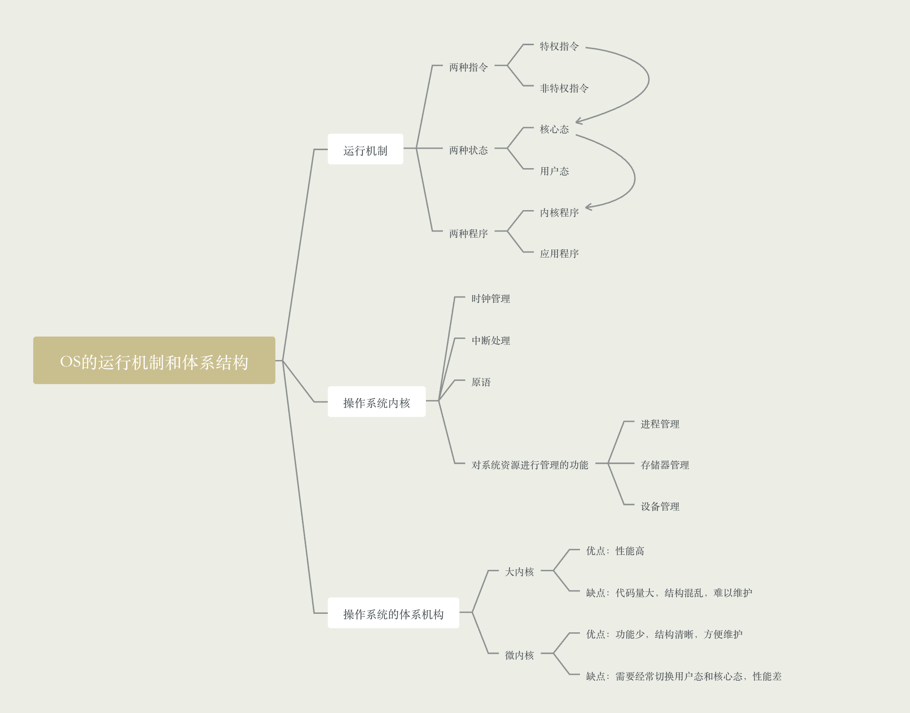 OS的运行机制和体系结构
运行机制
两种指令
特权指令
非特权指令
两种状态
核心态
用户态
两种程序
内核程序
应用程序
操作系统内核
时钟管理
中断处理
原语
对系统资源进行管理的功能
进程管理
存储器管理
设备管理
操作系统的体系机构
大内核
优点：性能高
缺点：代码量大，结构混乱，难以维护
微内核
优点：功能少，结构清晰，方便维护
缺点：需要经常切换用户态和核心态，性能差